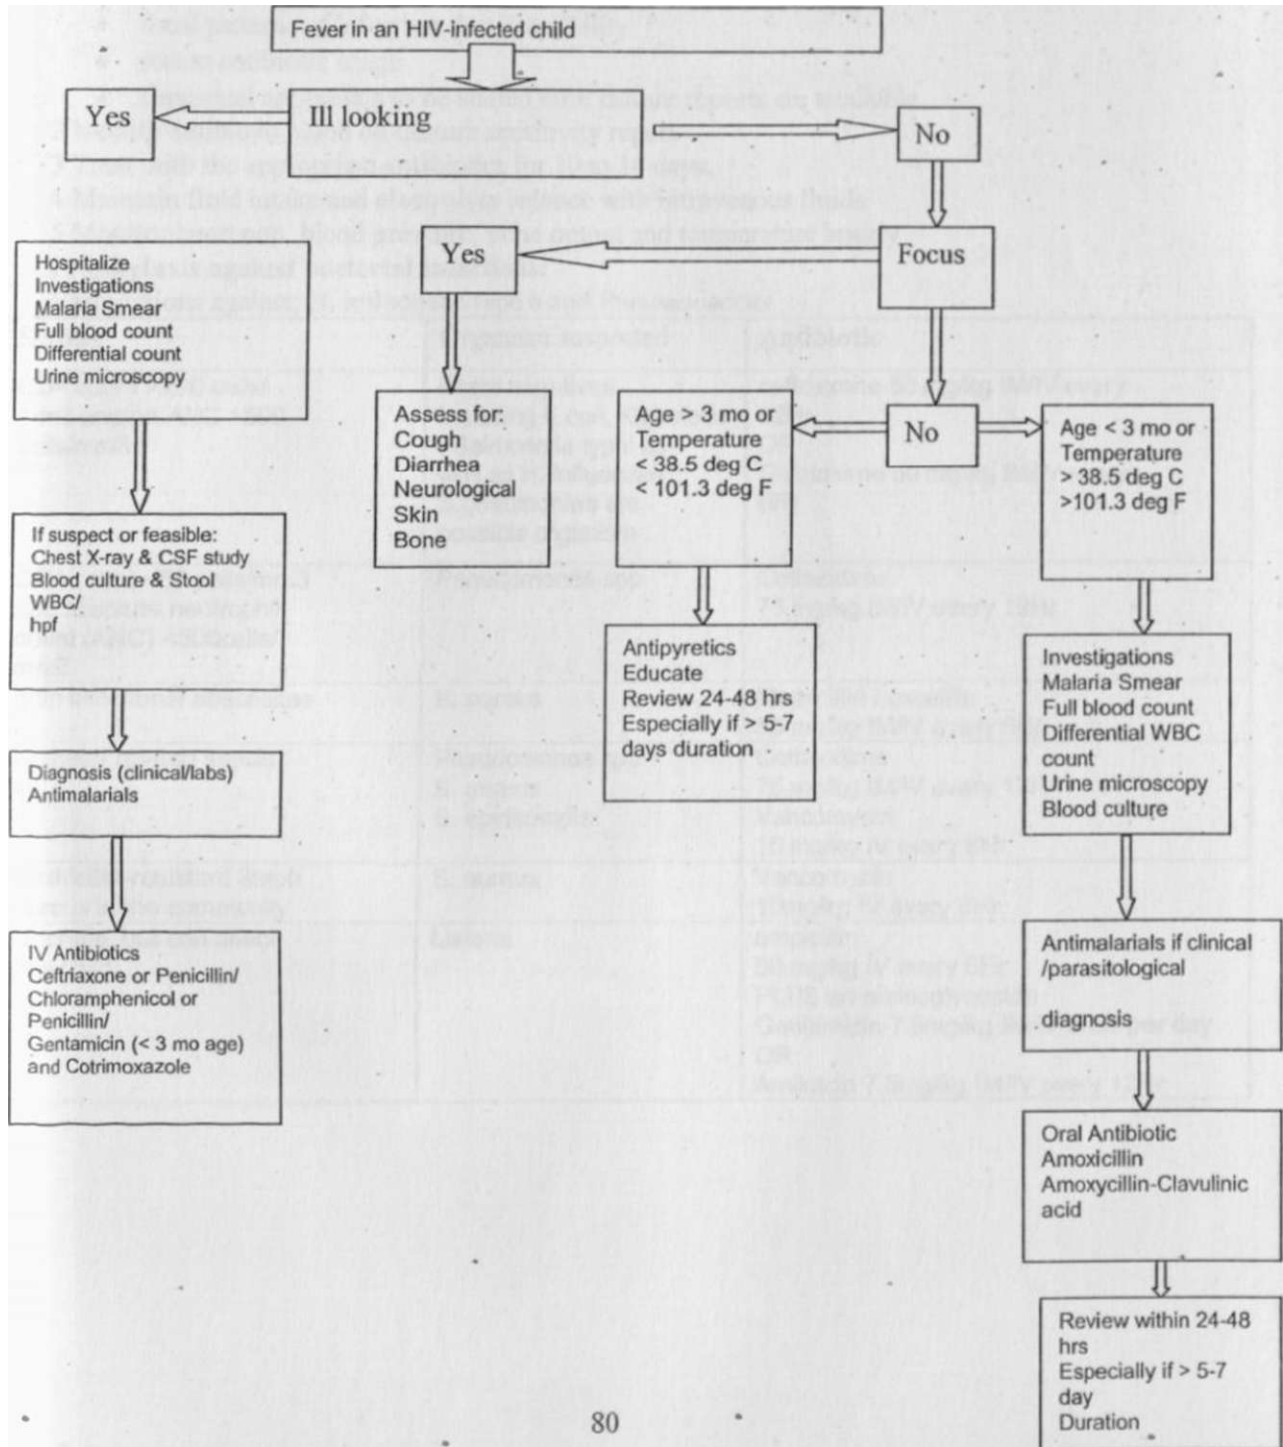 Fever in an HIV-infected child
Yes
Ill looking
No
Yes
Focus
Hospitalize
Investigations
Malaria Smear
Full blood count
Differential count
Urine microscopy
Assess for:
Cough
Diarrhea
Neurological
Skin
Bone
Age > 3 mo or
Temperature
< 38.5 deg C
< 101.3 deg F
No
Age < 3 mo or
Temperature
> 38.5 deg C
>101.3 deg F
If suspect or feasible:
Chest X-ray & CSF study
Blood culture & Stool
WBC/
hpf
Antipyretics
Educate
Review 24-48 hrs
Especially if > 5-7
days duration
Investigations
Malaria Smear
Full blood count
Differential WBC
count
Urine microscopy
Blood culture
Diagnosis (clinical/labs)
Antimalarials
IV Antibiotics
Ceftriaxone or Penicillin/
Chloramphenicol or
Penicillin/
Gentamicin (< 3 mo age)
and Cotrimoxazole
Antimalarials if clinical
/parasitological
diagnosis
Oral Antibiotic
Amoxicillin
Amoxycillin-Clavulinic
acid
Review within 24-48
hrs
Especially if > 5-7
day
Duration
80